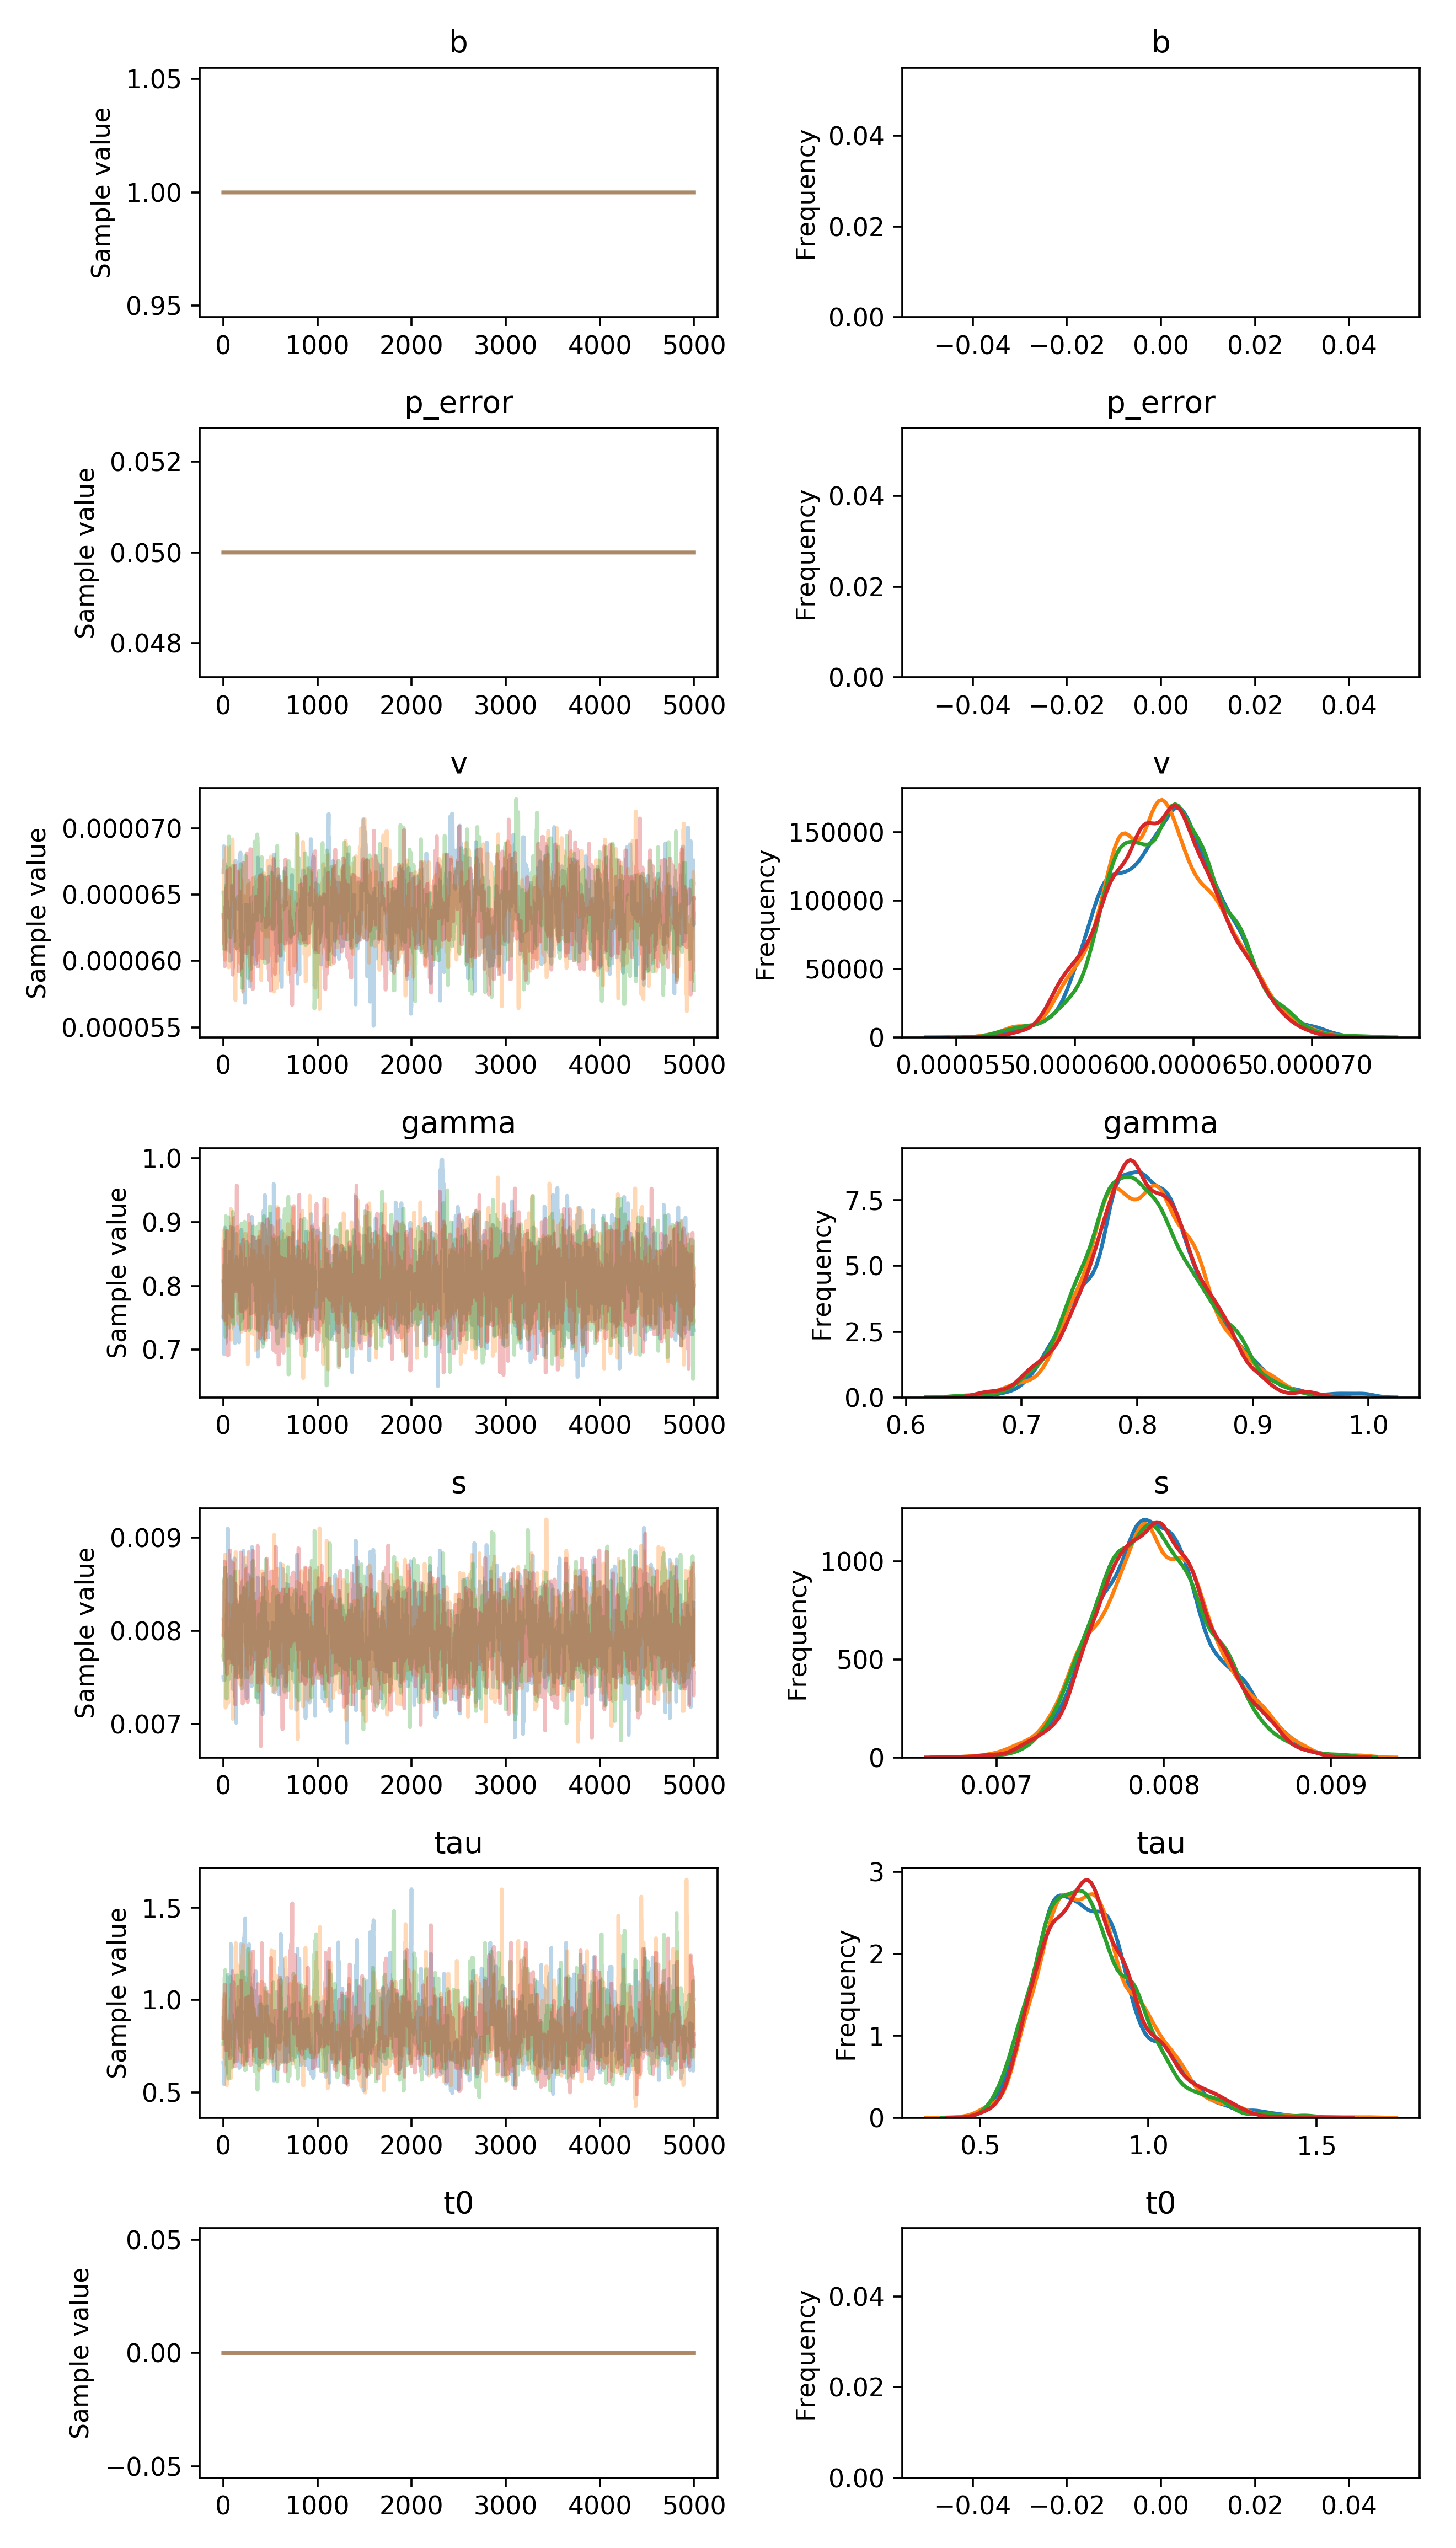 b b
Sample value 1.05 1.00 0.95
0 1000 2000 3000 4000 5000
Frequency 0.04 0.02 0.00
−0.04 −0.02 0.00 0.02 0.04
p_error p_error
Sample value 0.052 0.050 0.048
0 1000 2000 3000 4000 5000
Frequency 0.04 0.02 0.00
−0.04 −0.02 0.00 0.02 0.04
v v
Sample value 0.000070 0.000065 0.000060 0.000055
0 1000 2000 3000 4000 5000
Frequency 150000 100000 50000 0
0.000055 0.000060 0.000065 0.000070
gamma gamma
Sample value 1.0 0.9 0.8 0.7
0 1000 2000 3000 4000 5000
Frequency 7.5 5.0 2.5 0.0
0.6 0.7 0.8 0.9 1.0
s s
Sample value 0.009 0.008 0.007
0 1000 2000 3000 4000 5000
Frequency 1000 500 0
0.007 0.008 0.009
tau tau
Sample value 1.5 1.0 0.5
0 1000 2000 3000 4000 5000
Frequency 3 2 1 0
0.5 1.0 1.5
t0 t0
Sample value 0.05 0.00 −0.05
0 1000 2000 3000 4000 5000
Frequency 0.04 0.02 0.00
−0.04 −0.02 0.00 0.02 0.04